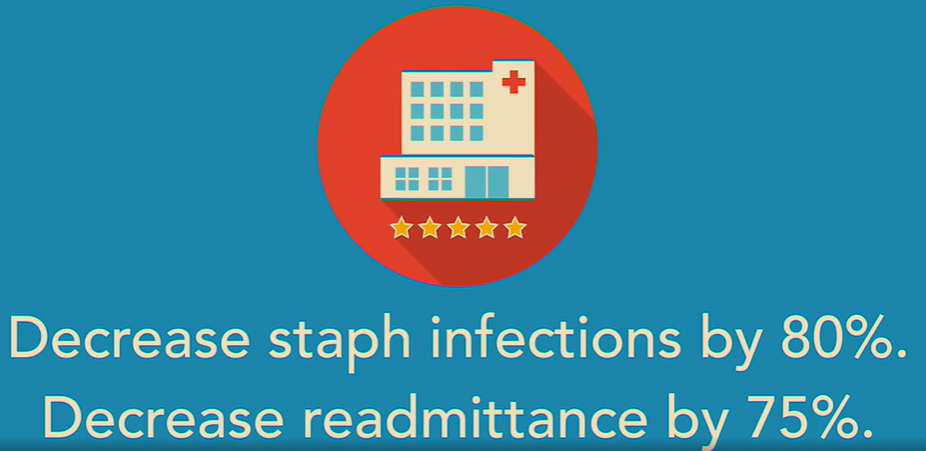 Decrease staph infections by 80%.
Decrease readmittance by 75%.